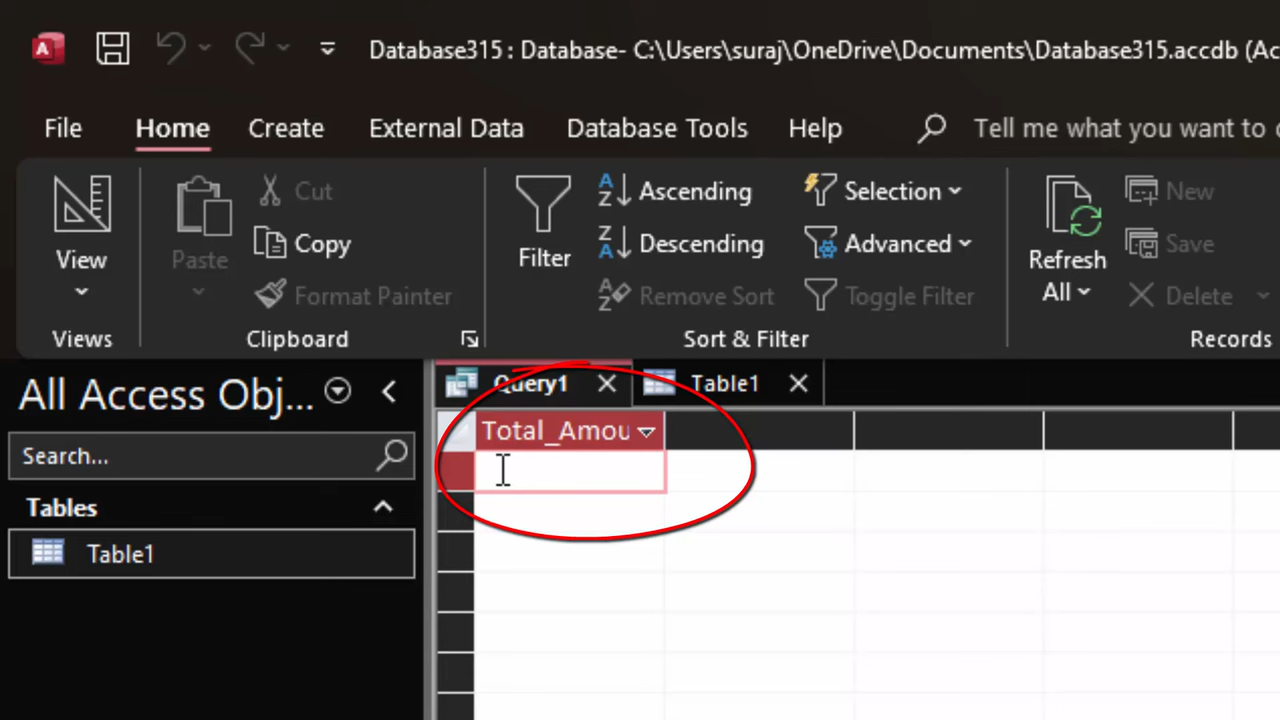 Database315 : Database- C:\Users\suraj\OneDrive\Documents\Database315.accdb (Ac
File Home Create External Data Database Tools Help Tell me what you want to
View
Views
Paste
Cut
Copy
Format Painter
Clipboard
Filter
Ascending
Descending
Remove Sort
Selection
Advanced
Toggle Filter
Sort & Filter
Refresh
All
New
Save
Delete
Records
All Access Obj...
Search...
Tables
Table1
Query1 Table1
Total_Amou